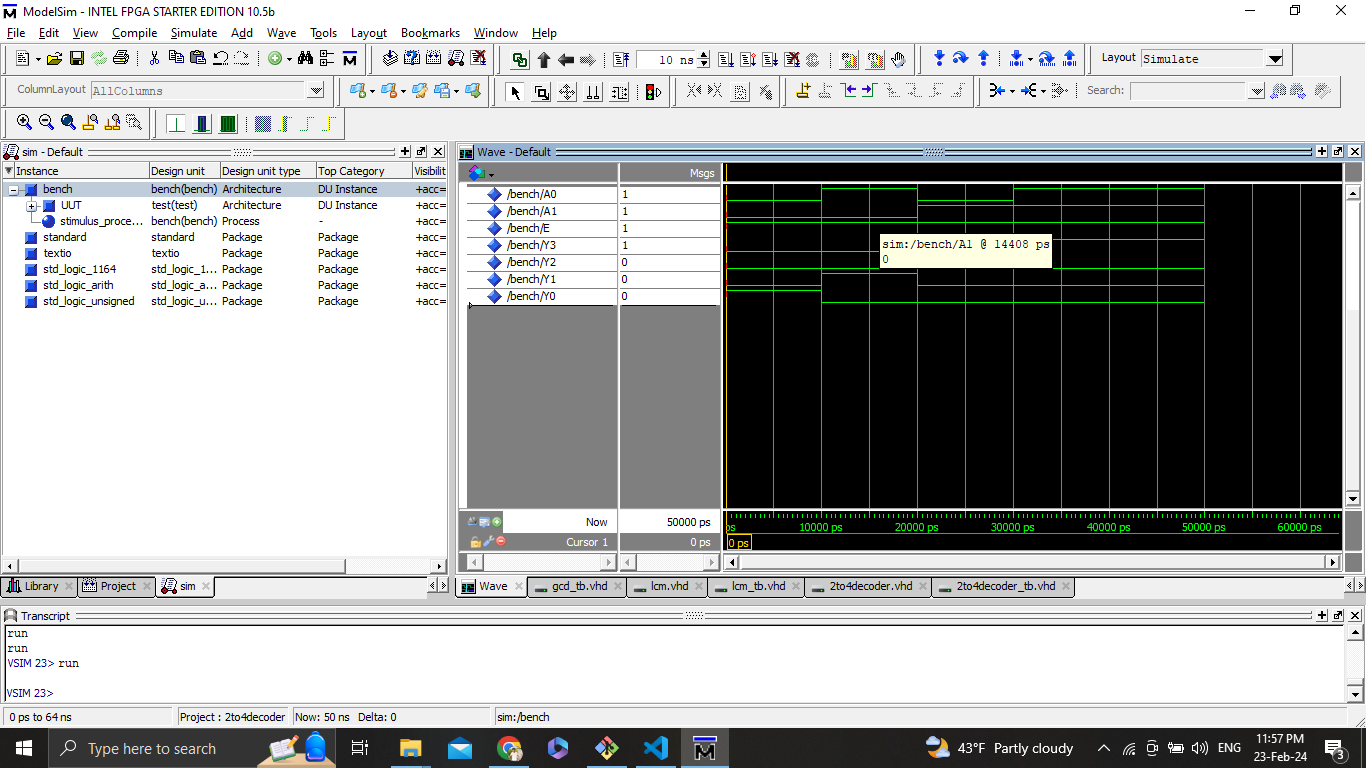 ModelSim - INTEL FPGA STARTER EDITION 10.5b
File Edit View Compile Simulate Add Wave Tools Layout Bookmarks Window Help
10 ns
Layout Simulate
ColumnLayout AllColumns
Search:
sim - Default
Instance Design unit Design unit type Top Category Visibilit
bench bench(bench) Architecture DU Instance +acc=
UUT test(test) Architecture DU Instance +acc=
stimulus_proce... bench(bench) Process - +acc=
standard standard Package Package +acc=
textio textio Package Package +acc=
std_logic_1164 std_logic_1... Package Package +acc=
std_logic_arith std_logic_a... Package Package +acc=
std_logic_unsigned std_logic_u... Package Package +acc=
Wave - Default
Msgs
/bench/A0 1
/bench/A1 1
/bench/E 1
/bench/Y3 1
/bench/Y2 0
/bench/Y1 0
/bench/Y0 0
sim:/bench/A1 @ 14408 ps
0
Now 50000 ps
ps 10000 ps 20000 ps 30000 ps 40000 ps 50000 ps 60000 ps
Cursor 1 0 ps
0 ps
Library Project sim
Wave gcd_tb.vhd lcm.vhd lcm_tb.vhd 2to4decoder.vhd 2to4decoder_tb.vhd
Transcript
run
run
VSIM 23> run
VSIM 23>
0 ps to 64 ns Project : 2to4decoder Now: 50 ns Delta: 0 sim:/bench
Type here to search
43°F Partly cloudy
ENG
11:57 PM
23-Feb-24
3